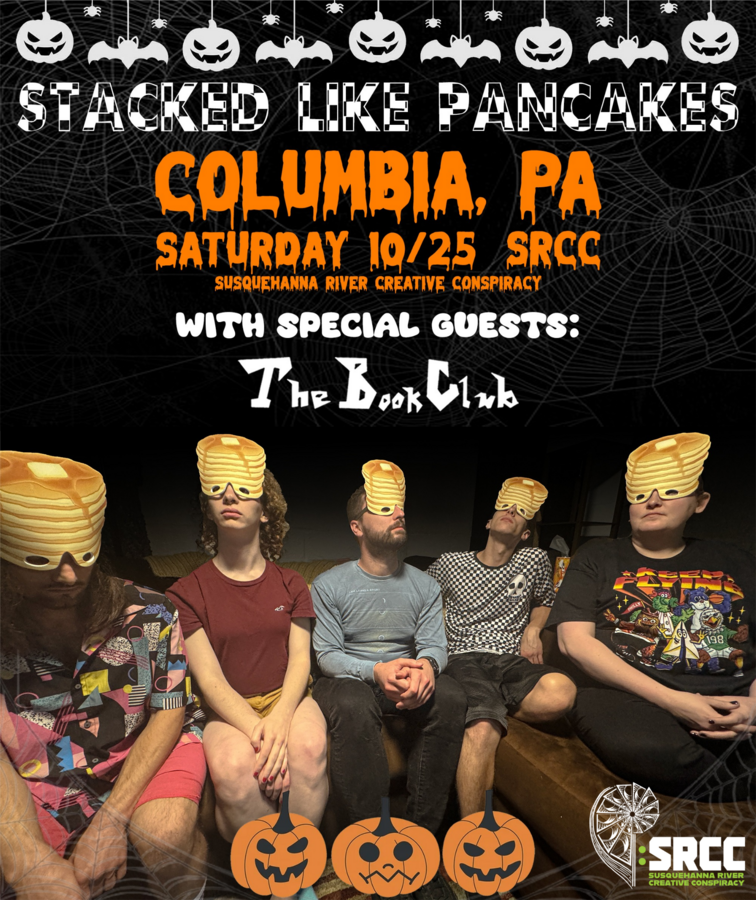 STACKED LIKE PANCAKES
COLUMBIA, PA
SATURDAY 10/25 SRCC
SUSQUEHANNA RIVER CREATIVE CONSPIRACY
WITH SPECIAL GUESTS:
The Book Club
198
:SRCC
SUSQUEHANNA RIVER
CREATIVE CONSPIRACY